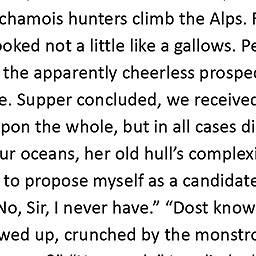 chamois hunters climb the Alps. F
ooked not a little like a gallows. Pe
the apparently cheerless prospec
e. Supper concluded, we received
pon the whole, but in all cases di
ur oceans, her old hull’s complexi
to propose myself as a candidate
No, Sir, I never have.” “Dost know
wed up, crunched by the monstro